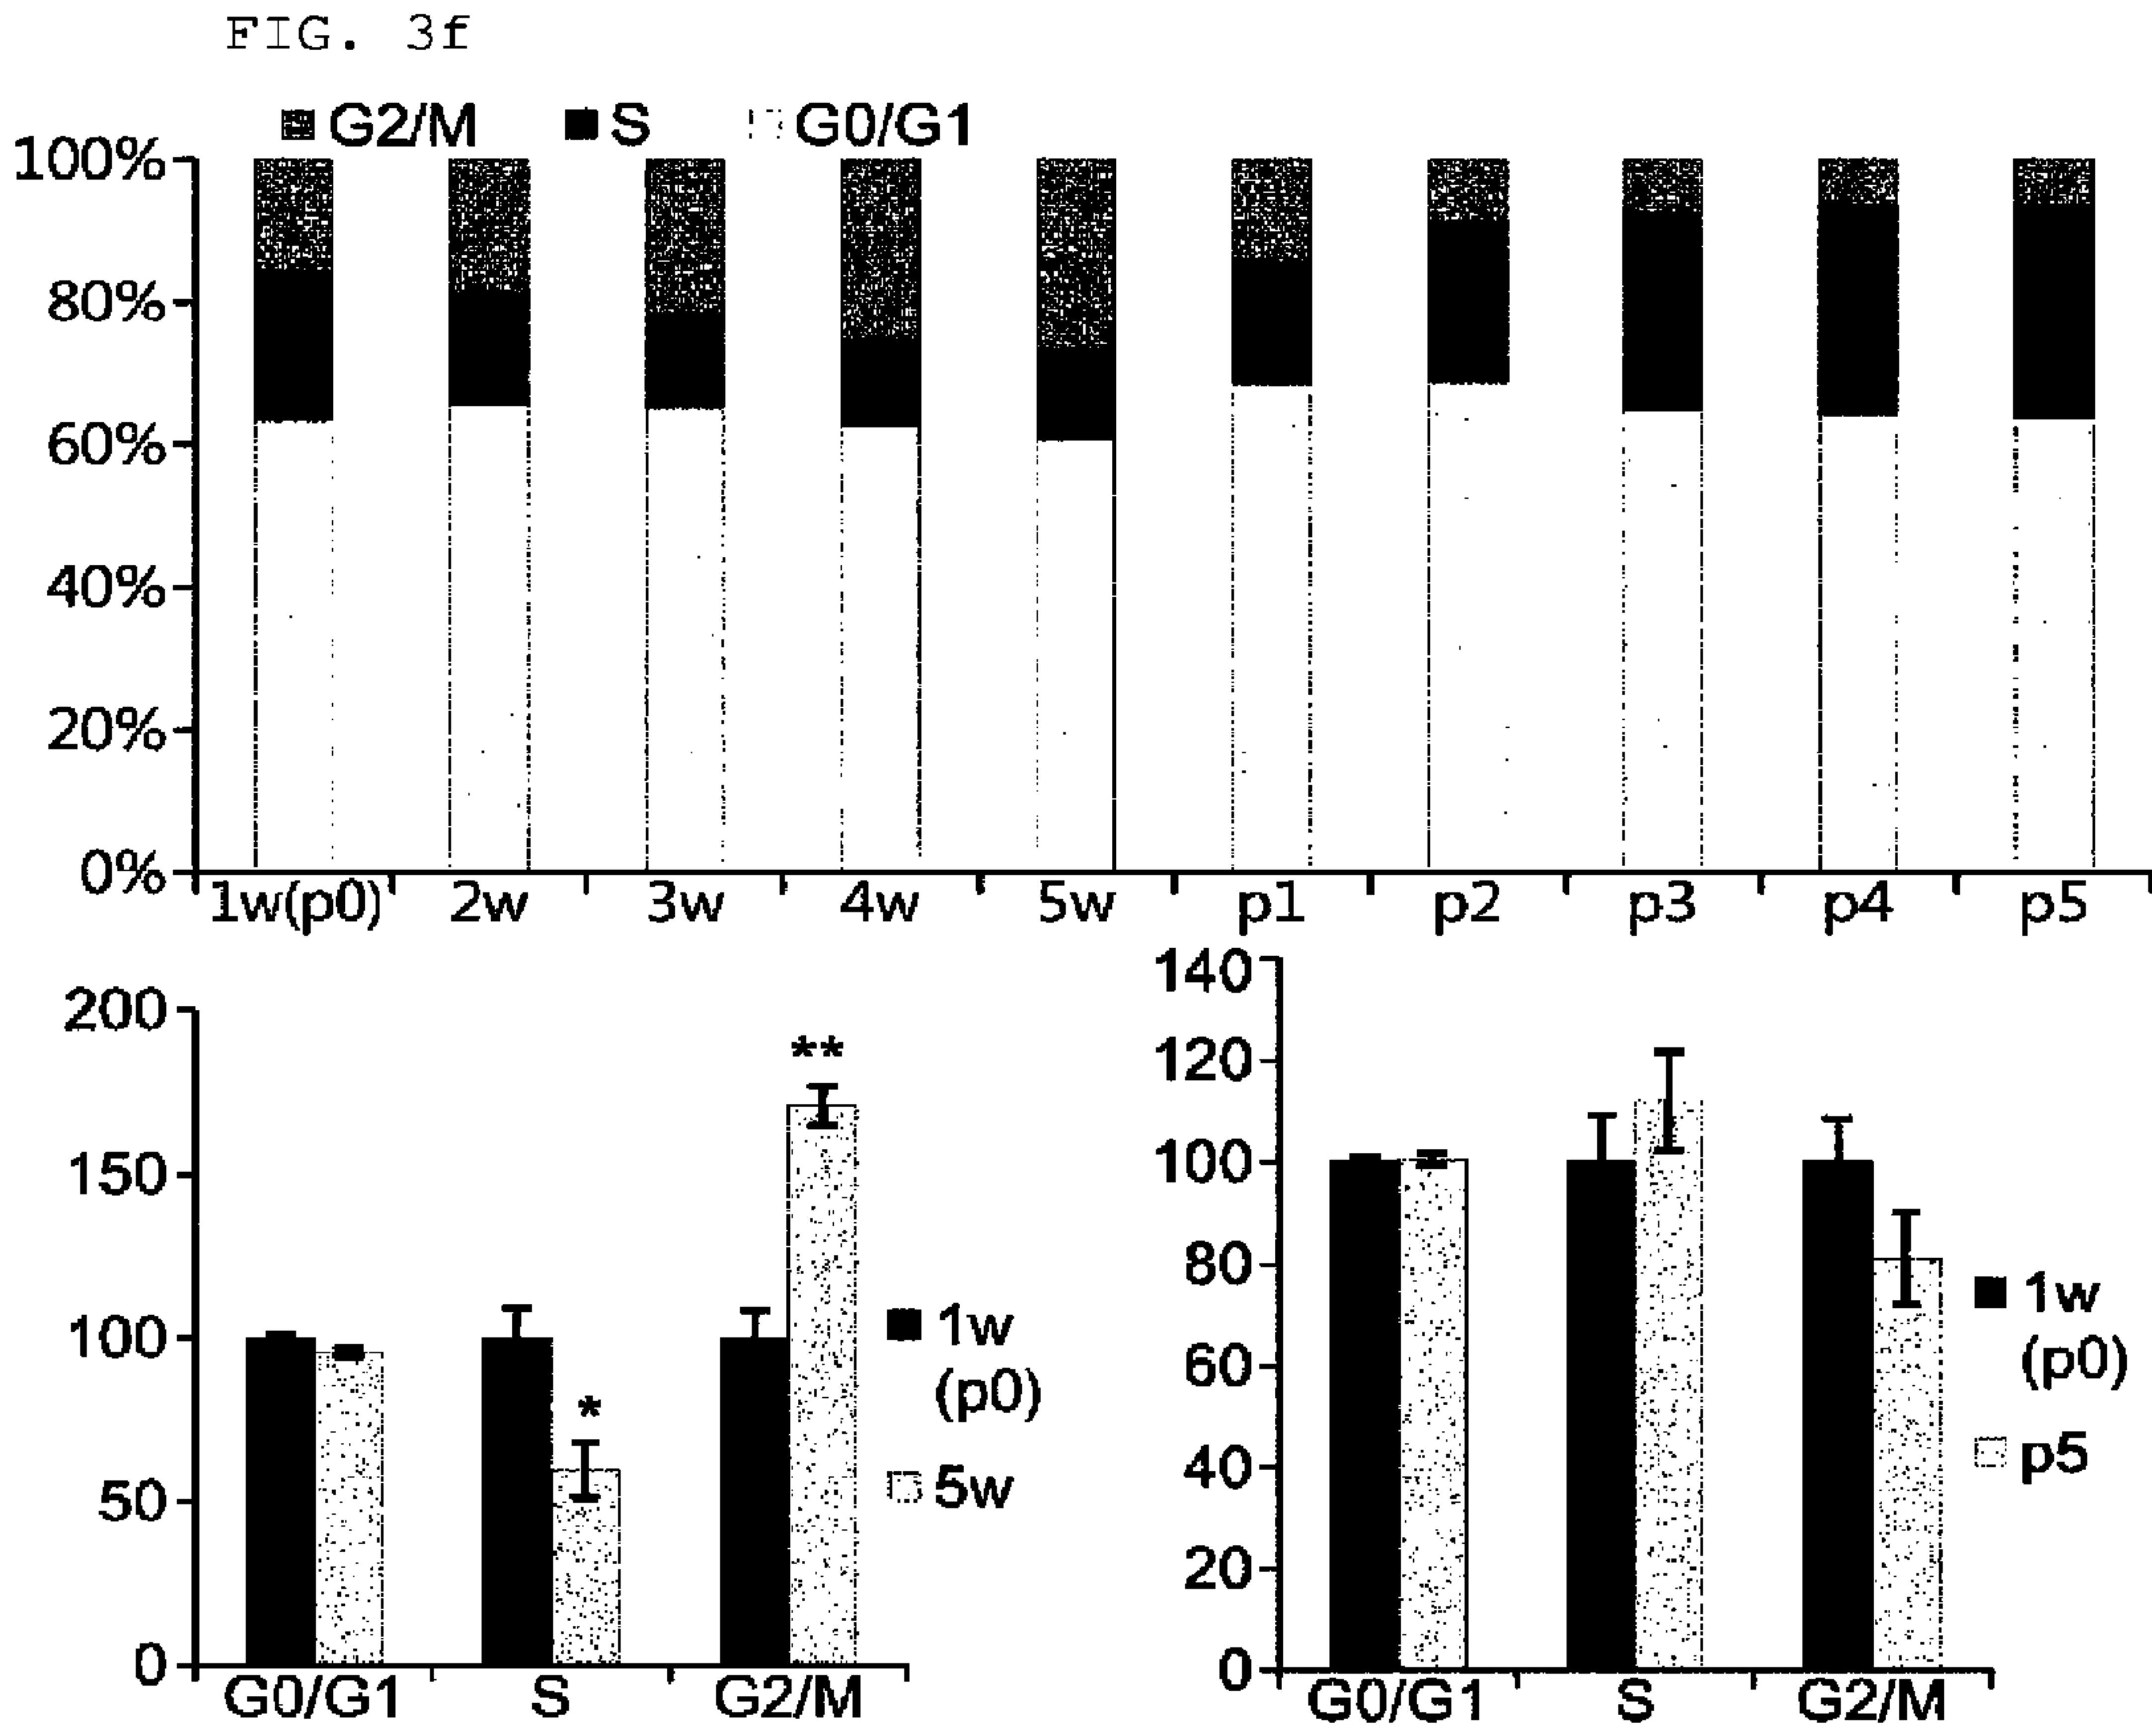 FIG. 3f
G2/M S G0/G1
100%
80%
60%
40%
20%
0%
1w(p0) 2w 3w 4w 5w p1 p2 p3 p4 p5
200
150
100
50
0
**
*
G0/G1 S G2/M
1w
(p0)
5w
140
120
100
80
60
40
20
0
G0/G1 S G2/M
1w
(p0)
p5